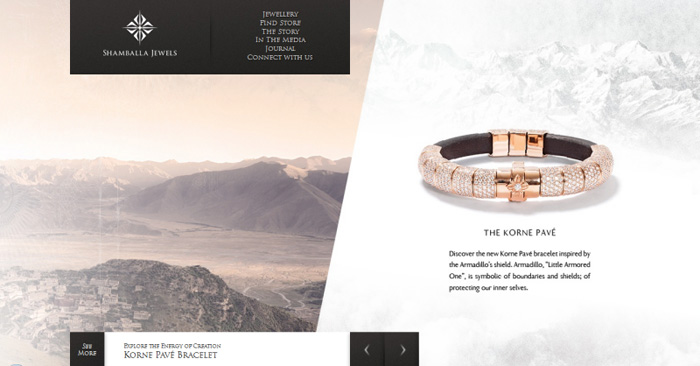 Shamballa Jewels
Jewellery
Find Store
The Story
In The Media
Journal
Connect with us
THE KORNE PAVÉ
Discover the new Korne Pavé bracelet inspired by
the Armadillo's shield. Armadillo, "Little Armored
One", is symbolic of boundaries and shields; of
protecting our inner selves.
See
More
Explore the Energy of Creation
Korne Pavé Bracelet